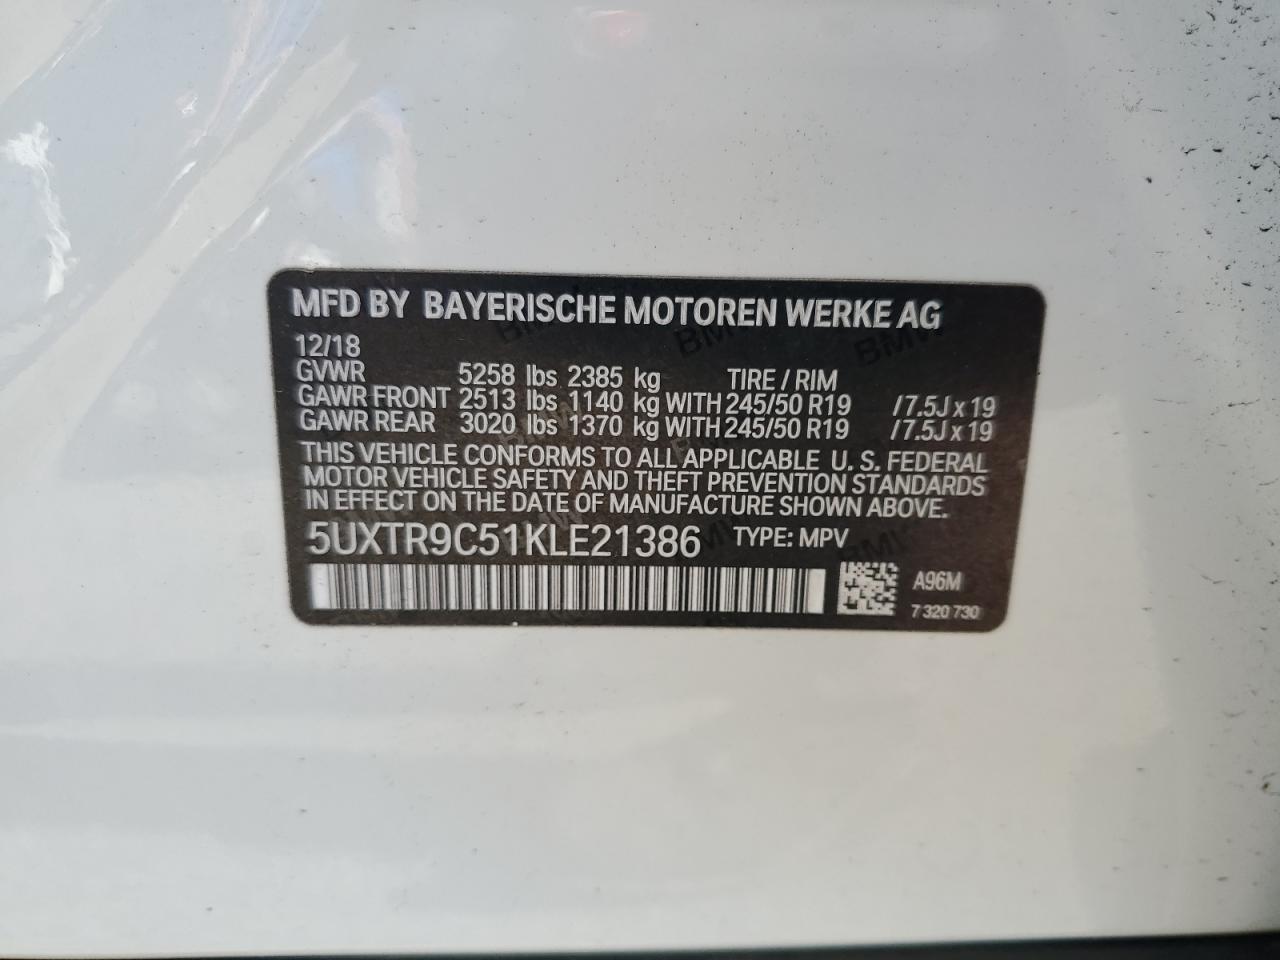 MFD BY BAYERISCHE MOTOREN WERKE AG
12/18
GVWR 5258 lbs 2385 kg TIRE / RIM
GAWR FRONT 2513 lbs 1140 kg WITH 245/50 R19 /7.5J x 19
GAWR REAR 3020 lbs 1370 kg WITH 245/50 R19 /7.5J x 19
THIS VEHICLE CONFORMS TO ALL APPLICABLE U. S. FEDERAL
MOTOR VEHICLE SAFETY AND THEFT PREVENTION STANDARDS
IN EFFECT ON THE DATE OF MANUFACTURE SHOWN ABOVE.
5UXTR9C51KLE21386 TYPE: MPV
A96M
7 320 730